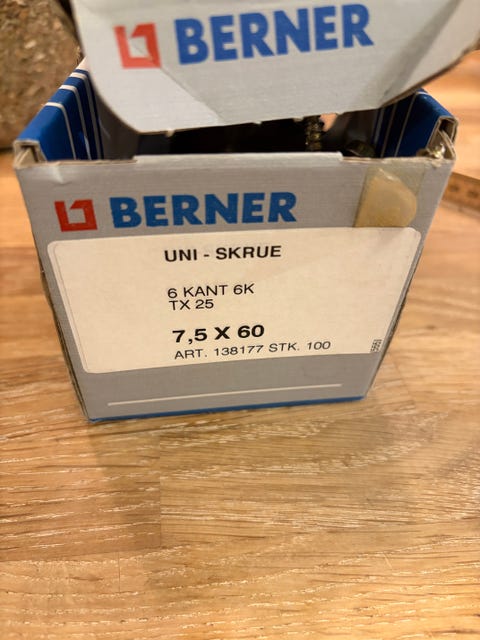 BERNER
BERNER
UNI - SKRUE
6 KANT 6K
TX 25
7,5 X 60
ART. 138177 STK. 100